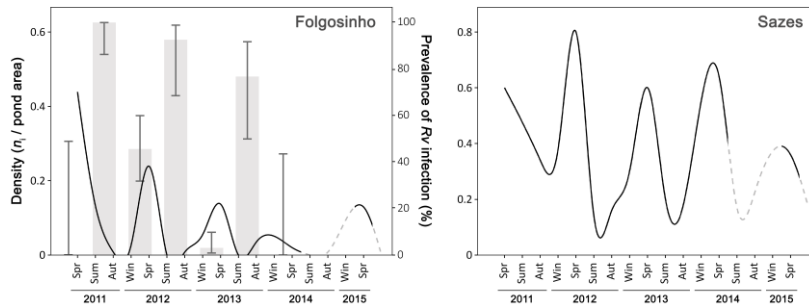 Folgosinho
Density (nᵢ / pond area)
0.6
0.4
0.2
0
100
80
60
40
20
0
Prevalence of Rv infection (%)
Spr Sum Aut Win Spr Sum Aut Win Spr Sum Aut Win Spr Sum Aut Win Spr
2011 2012 2013 2014 2015
Sazes
0.8
0.6
0.4
0.2
0
Spr Sum Aut Win Spr Sum Aut Win Spr Sum Aut Win Spr Sum Aut Win Spr
2011 2012 2013 2014 2015